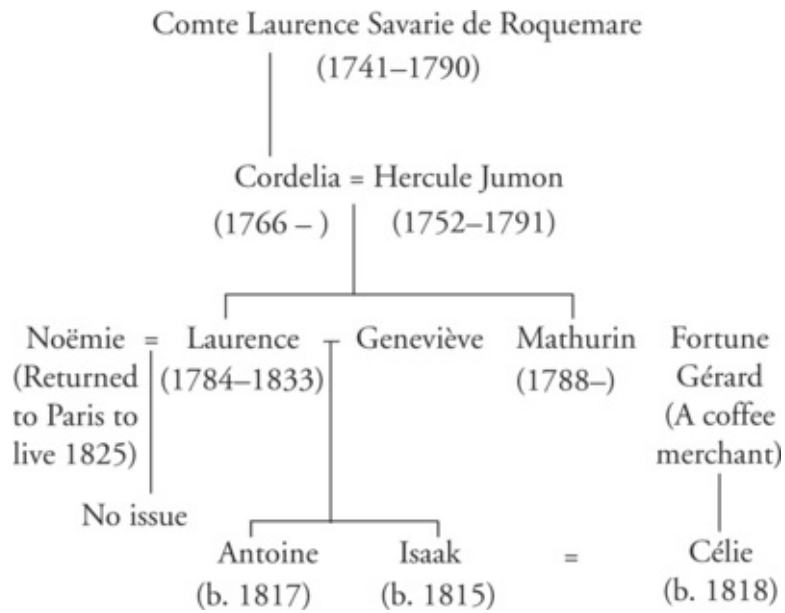 Comte Laurence Savarie de Roquemare
(1741–1790)
Cordelia = Hercule Jumon
(1766 – ) (1752–1791)
Noëmie = Laurence – Geneviève Mathurin Fortune
(Returned (1784–1833) (1788–) Gérard
to Paris to (A coffee
live 1825) merchant)
No issue
Antoine Isaak = Célie
(b. 1817) (b. 1815) (b. 1818)